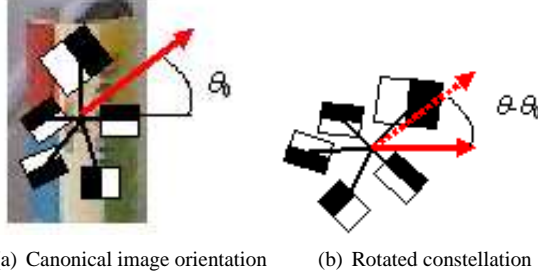 θ₀
θ-θ₀
a) Canonical image orientation
(b) Rotated constellation